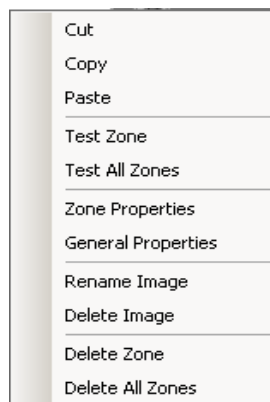 Cut
Copy
Paste
Test Zone
Test All Zones
Zone Properties
General Properties
Rename Image
Delete Image
Delete Zone
Delete All Zones